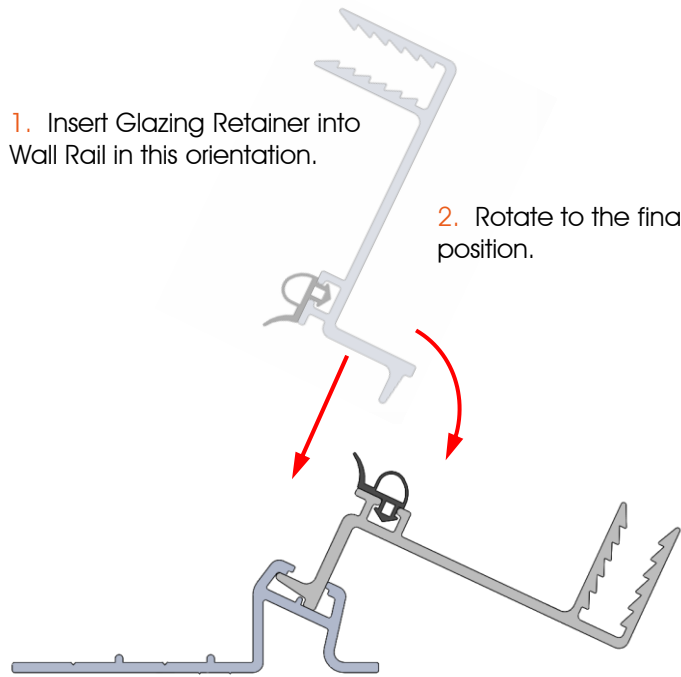 1. Insert Glazing Retainer into
Wall Rail in this orientation.
2. Rotate to the fina
position.